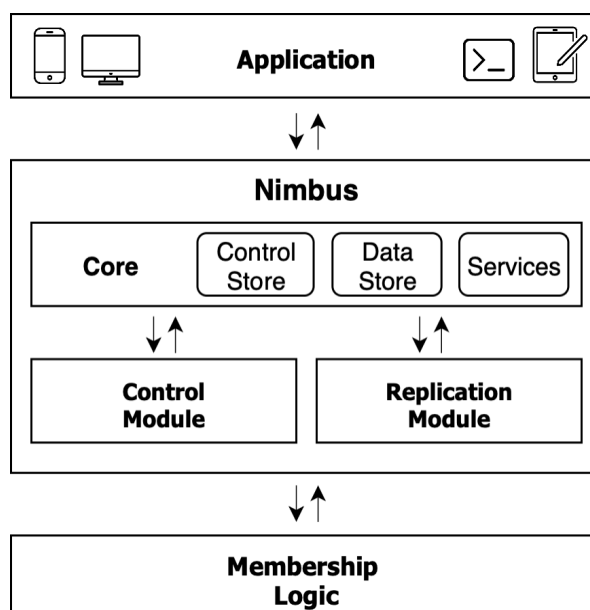 Application
>_
Nimbus
Core
Control
Store
Data
Store
Services
Control
Module
Replication
Module
Membership
Logic